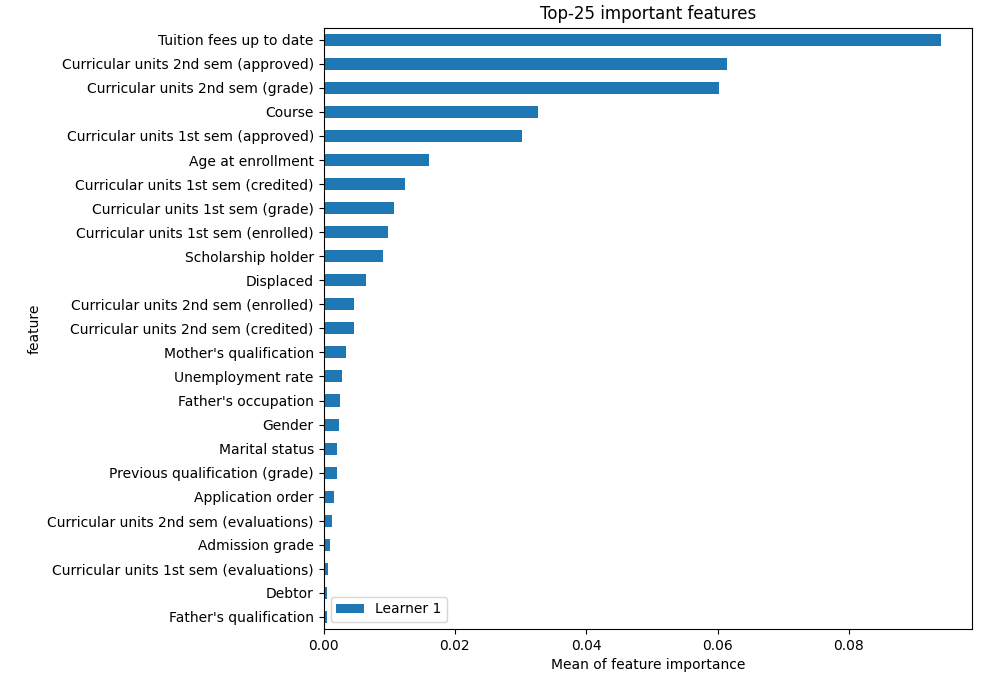 Top-25 important features
Tuition fees up to date
Curricular units 2nd sem (approved)
Curricular units 2nd sem (grade)
Course
Curricular units 1st sem (approved)
Age at enrollment
Curricular units 1st sem (credited)
Curricular units 1st sem (grade)
Curricular units 1st sem (enrolled)
Scholarship holder
Displaced
Curricular units 2nd sem (enrolled)
Curricular units 2nd sem (credited)
Mother's qualification
Unemployment rate
Father's occupation
Gender
Marital status
Previous qualification (grade)
Application order
Curricular units 2nd sem (evaluations)
Admission grade
Curricular units 1st sem (evaluations)
Debtor
Father's qualification
feature
Learner 1
0.00 0.02 0.04 0.06 0.08
Mean of feature importance